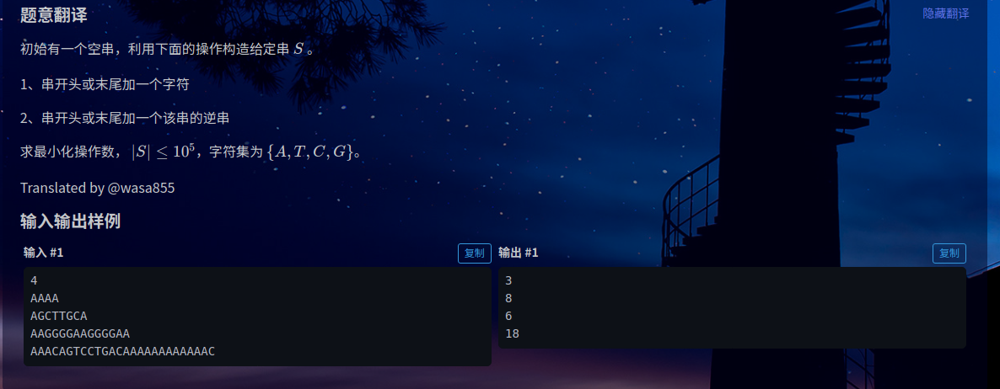 题意翻译
隐藏翻译
初始有一个空串，利用下面的操作构造给定串 S 。
1、串开头或末尾加一个字符
2、串开头或末尾加一个该串的逆串
求最小化操作数， |S| ≤ 10^5，字符集为 {A, T, C, G}。
Translated by @wasa855
输入输出样例
输入 #1
复制
4
AAAA
AGCTTGCA
AAGGGGAAGGGGAA
AAACAGTCCTGACAAAAAAAAAAAAC
输出 #1
复制
3
8
6
18